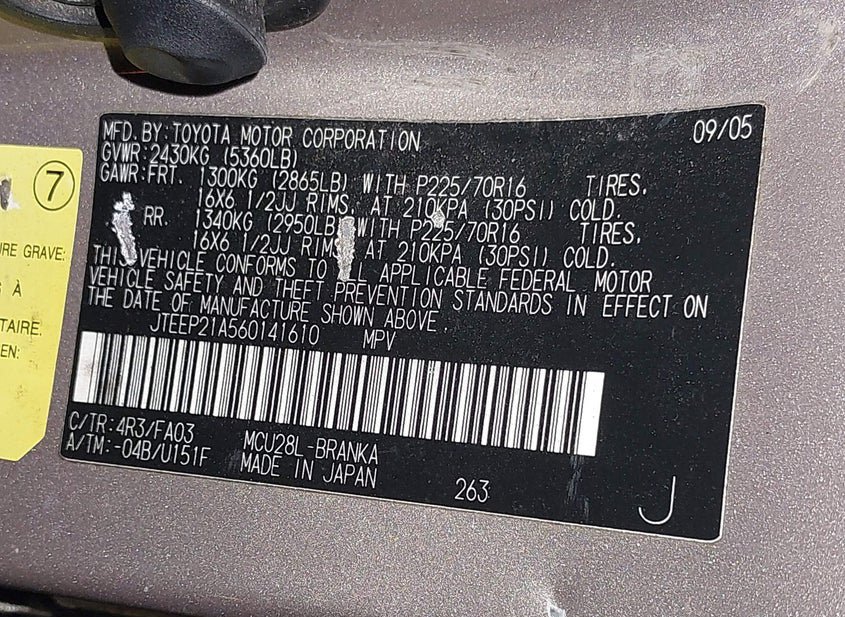 MFD. BY: TOYOTA MOTOR CORPORATION 09/05
GVWR: 2430KG (5360LB)
GAWR: FRT. 1300KG (2865LB) WITH P225/70R16 TIRES,
16X6 1/2JJ RIMS, AT 210KPA (30PSI) COLD.
RR. 1340KG (2950LB) WITH P225/70R16 TIRES,
16X6 1/2JJ RIMS AT 210KPA (30PSI) COLD.
THIS VEHICLE CONFORMS TO ALL APPLICABLE FEDERAL MOTOR
VEHICLE SAFETY AND THEFT PREVENTION STANDARDS IN EFFECT ON
THE DATE OF MANUFACTURE SHOWN ABOVE.
JTEEP21A560141610 MPV
C/TR: 4R3/FA03
A/TM: -04B/U151F
MCU28L-BRANKA
MADE IN JAPAN
263
J
7
URE GRAVE:
À
TAIRE.
EN: